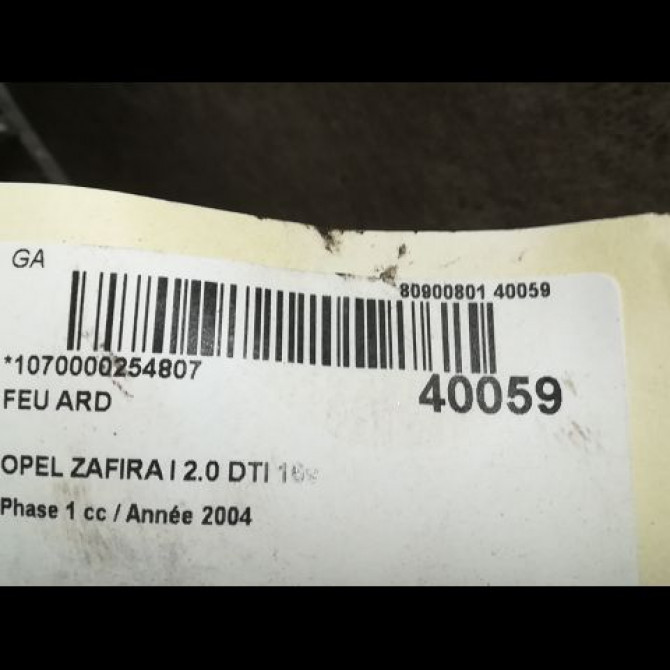 GA
80900801 40059
*1070000254807
40059
FEU ARD
OPEL ZAFIRA I 2.0 DTI
Phase 1 cc / Année 2004